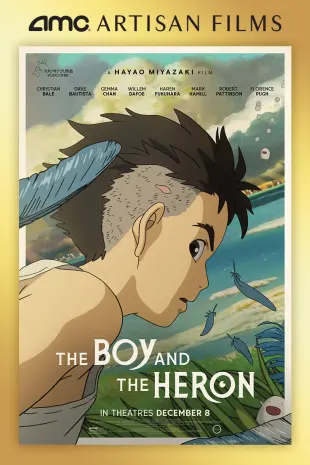 amc ARTISAN FILMS
A HAYAO MIYAZAKI FILM
CHRISTIAN BALE
DAVE BAUTISTA
GEMMA CHAN
WILLEM DAFOE
KAREN FUKUHARA
MARK HAMILL
ROBERT PATTINSON
FLORENCE PUGH
THE BOY AND
THE HERON
IN THEATRES DECEMBER 8